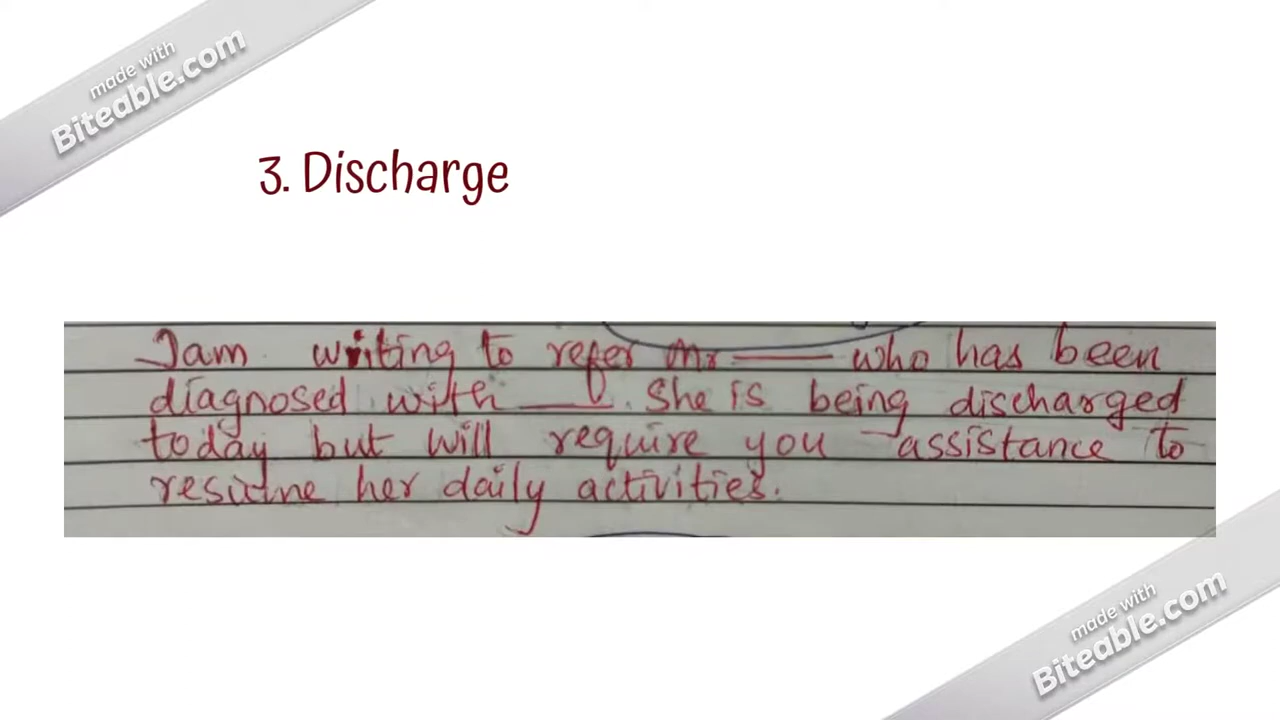 made with
Biteable.com
3. Discharge
I am writing to refer Mr —— who has been
diagnosed with ——. She is being discharged
today but will require you assistance to
resume her daily activities.
made with
Biteable.com